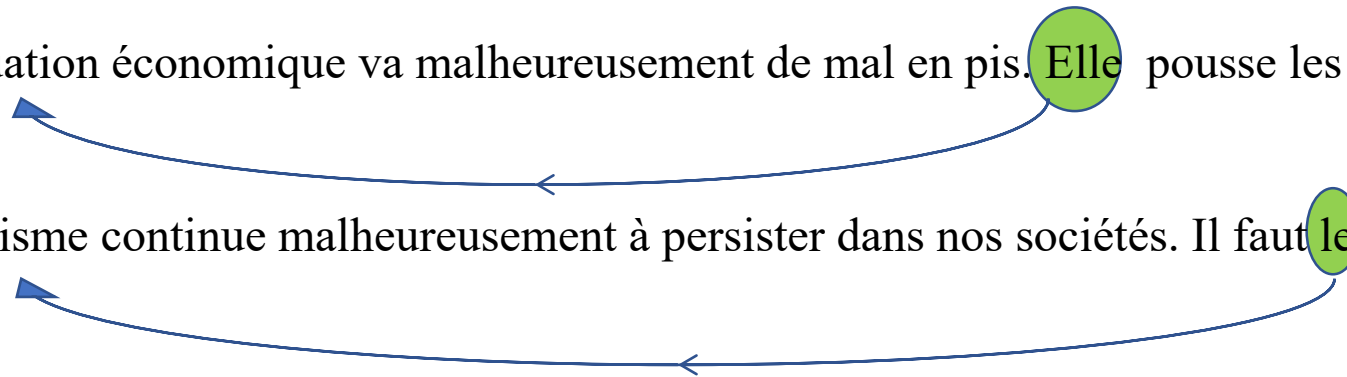 uation économique va malheureusement de mal en pis. Elle pousse les
isme continue malheureusement à persister dans nos sociétés. Il faut le